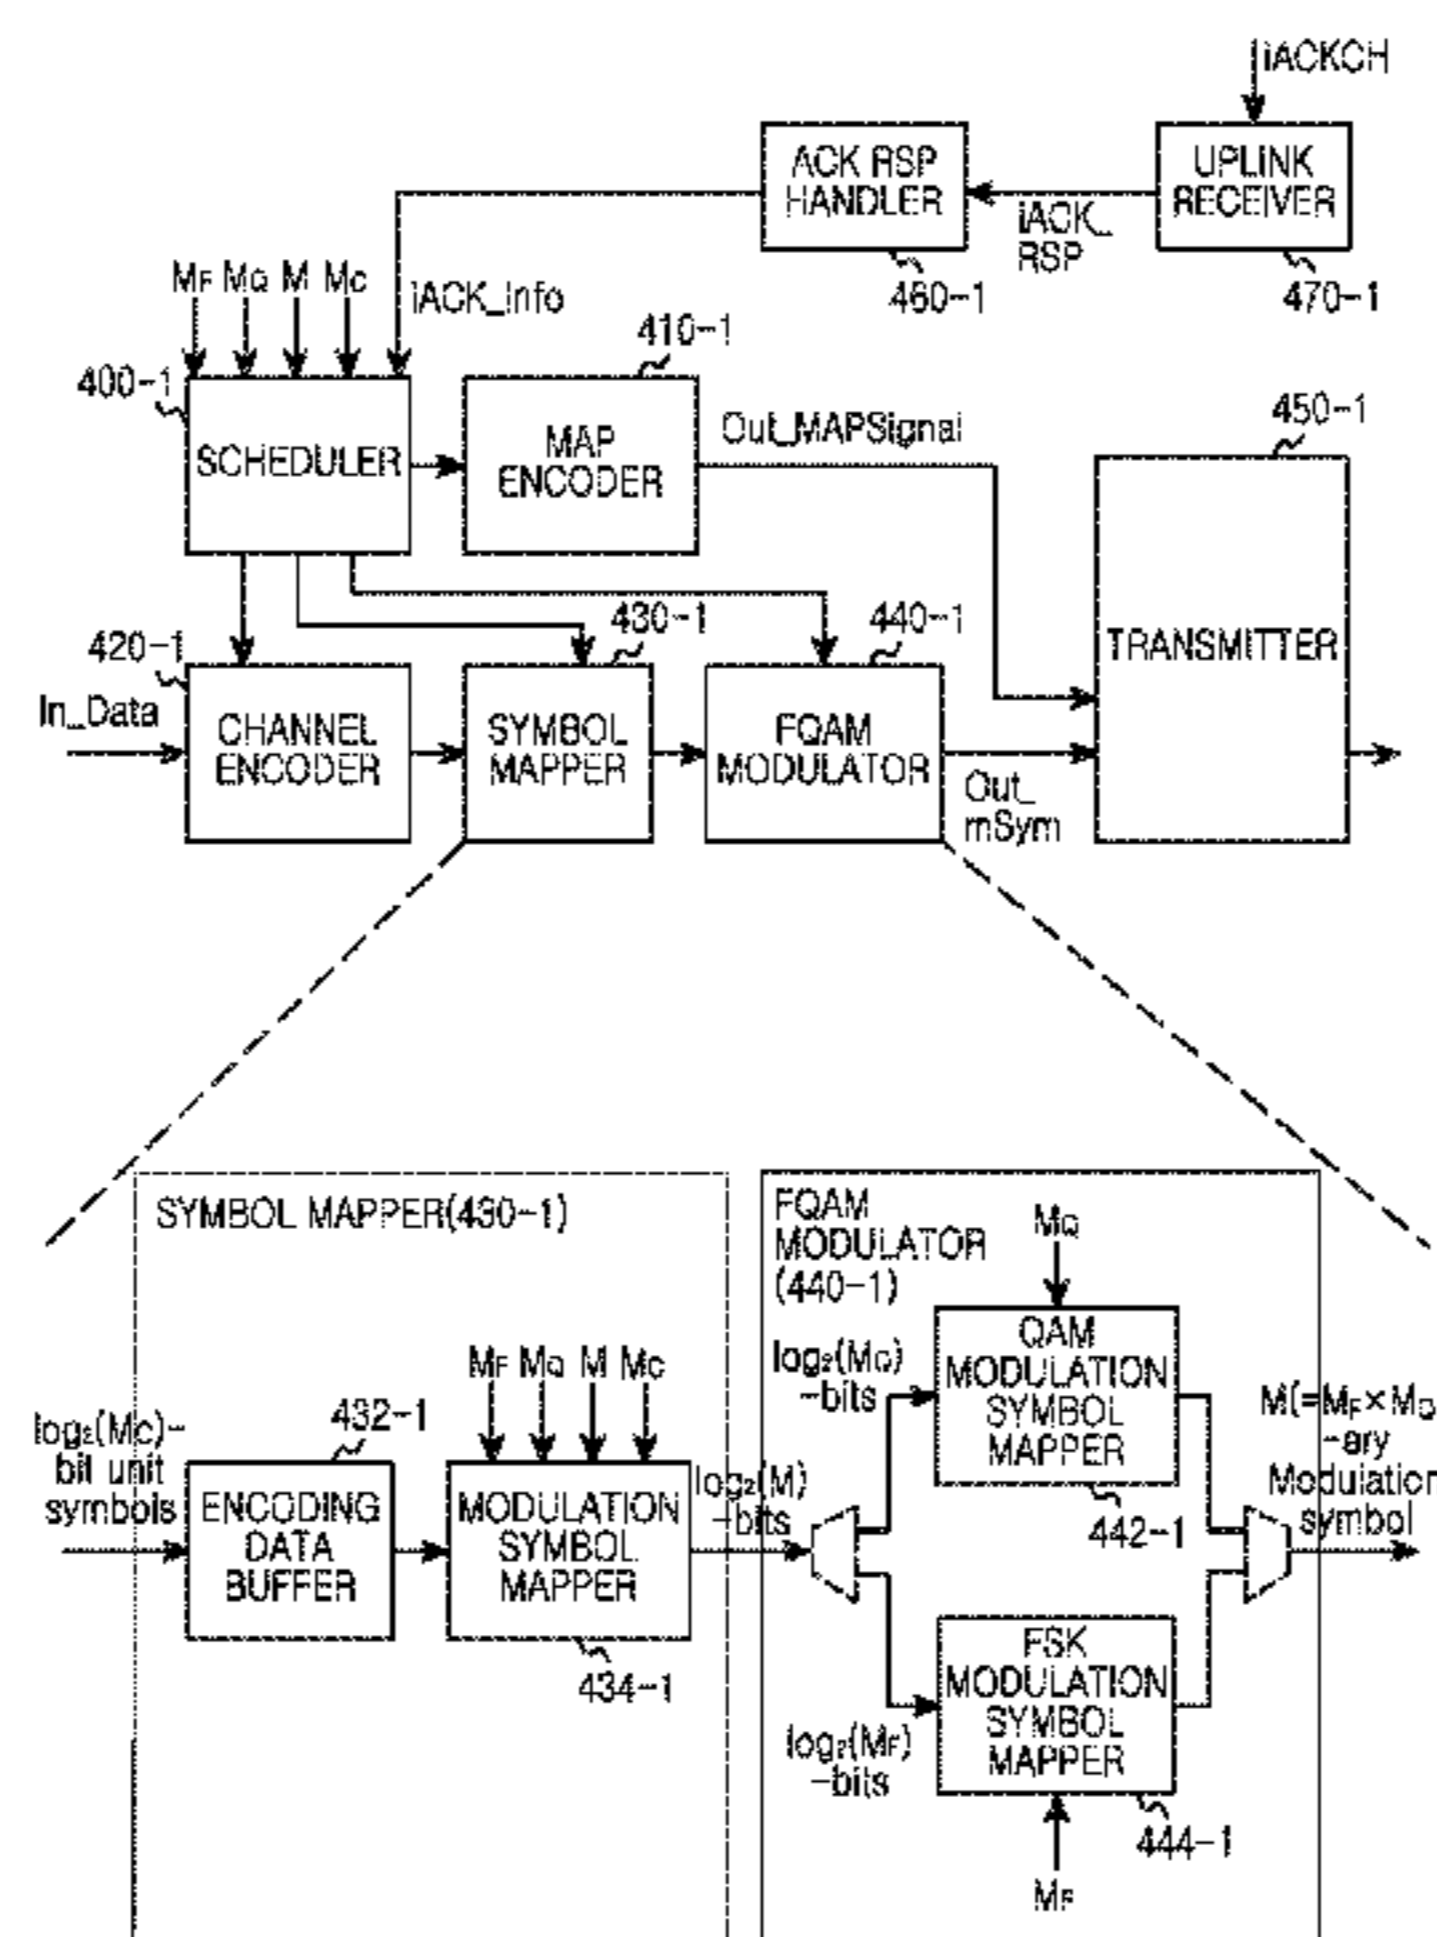 iACKCH
ACK RSP
HANDLER
UPLINK
RECEIVER
iACK_
RSP
460-1
470-1
MF MQ M MC
iACK_Info
410-1
400-1
SCHEDULER
MAP
ENCODER
Out_MAPSignal
450-1
TRANSMITTER
420-1
430-1
440-1
In_Data
CHANNEL
ENCODER
SYMBOL
MAPPER
FQAM
MODULATOR
Out_
mSym
SYMBOL MAPPER(430-1)
FQAM
MODULATOR
(440-1)
MQ
log2(MQ)
-bits
QAM
MODULATION
SYMBOL
MAPPER
442-1
MF MQ M MC
432-1
log2(MC)-
bit unit
symbols
ENCODING
DATA
BUFFER
MODULATION
SYMBOL
MAPPER
434-1
log2(M)
-bits
M(=MF×MQ
-ary
Modulation
symbol
FSK
MODULATION
SYMBOL
MAPPER
log2(MF)
-bits
444-1
MF